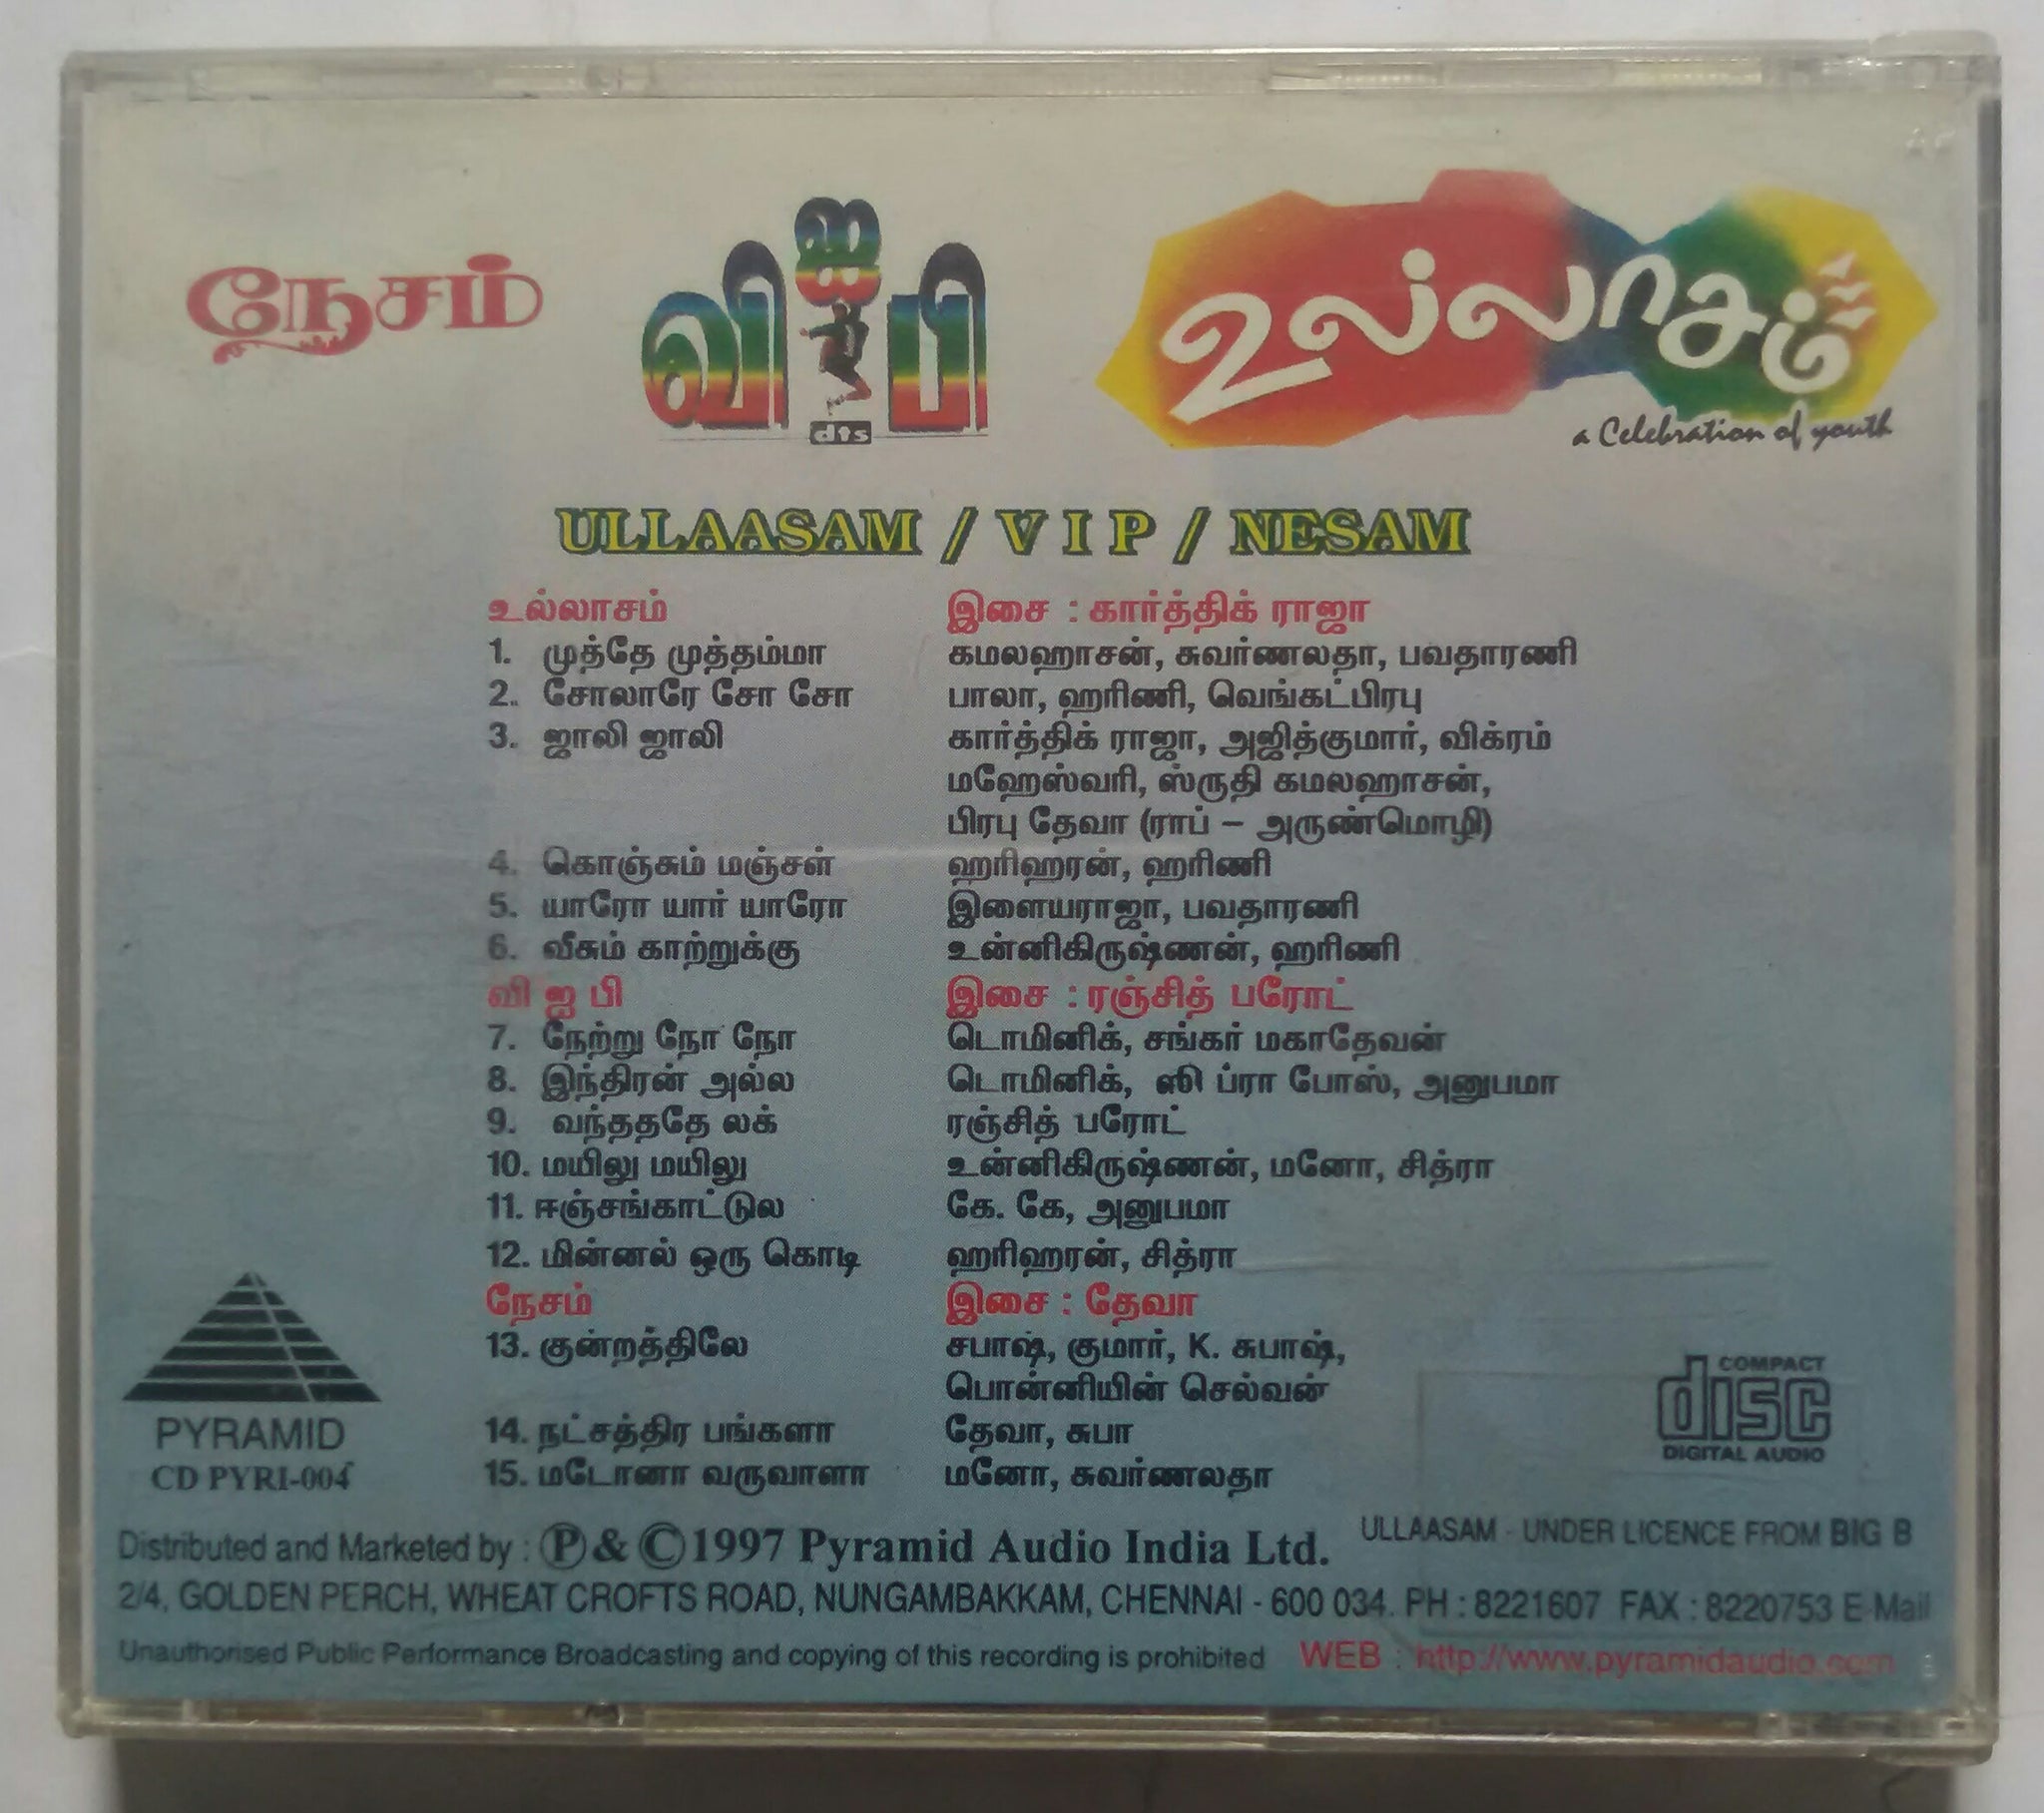 நேசம்
விஐபி
dts
உல்லாசம்
a Celebration of youth
ULLAASAM / V I P / NESAM
உல்லாசம் இசை : கார்த்திக் ராஜா
1. முத்தே முத்தம்மா கமலஹாசன், சுவர்ணலதா, பவதாரணி
2. சோலாரே சோ சோ பாலா, ஹரிணி, வெங்கட்பிரபு
3. ஜாலி ஜாலி கார்த்திக் ராஜா, அஜித்குமார், விக்ரம்
மஹேஸ்வரி, ஸ்ருதி கமலஹாசன்,
பிரபு தேவா (ராப் – அருண்மொழி)
4. கொஞ்சும் மஞ்சள் ஹரிஹரன், ஹரிணி
5. யாரோ யார் யாரோ இளையராஜா, பவதாரணி
6. வீசும் காற்றுக்கு உன்னிகிருஷ்ணன், ஹரிணி
வி ஐ பி இசை : ரஞ்சித் பரோட்
7. நேற்று நோ நோ டொமினிக், சங்கர் மகாதேவன்
8. இந்திரன் அல்ல டொமினிக், ஸி ப்ரா போஸ், அனுபமா
9. வந்தததே லக் ரஞ்சித் பரோட்
10. மயிலு மயிலு உன்னிகிருஷ்ணன், மனோ, சித்ரா
11. ஈஞ்சங்காட்டுல கே. கே, அனுபமா
12. மின்னல் ஒரு கொடி ஹரிஹரன், சித்ரா
நேசம் இசை : தேவா
13. குன்றத்திலே சபாஷ், குமார், K. சுபாஷ்,
பொன்னியின் செல்வன்
14. நட்சத்திர பங்களா தேவா, சுபா
15. மடோனா வருவாளா மனோ, சுவர்ணலதா
PYRAMID
CD PYRI-004
COMPACT
disc
DIGITAL AUDIO
Distributed and Marketed by : Ⓟ & © 1997 Pyramid Audio India Ltd. ULLAASAM - UNDER LICENCE FROM BIG B
2/4, GOLDEN PERCH, WHEAT CROFTS ROAD, NUNGAMBAKKAM, CHENNAI - 600 034. PH : 8221607 FAX : 8220753 E-Mail
Unauthorised Public Performance Broadcasting and copying of this recording is prohibited WEB : http://www.pyramidaudio.com